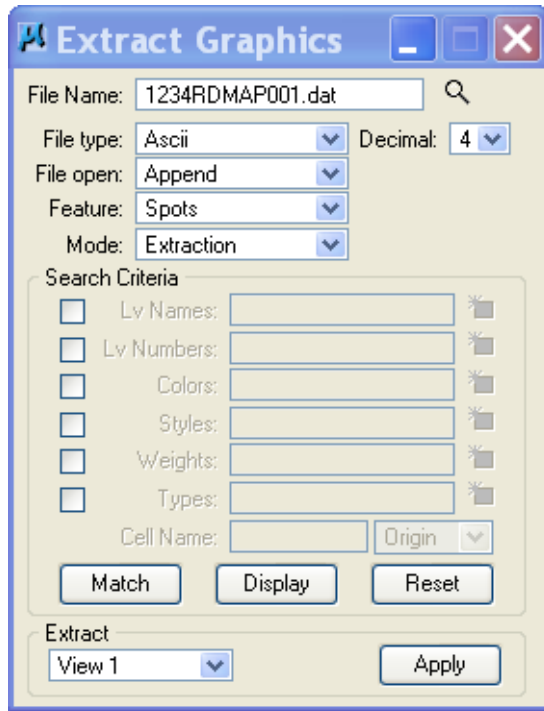 Extract Graphics
File Name: 1234RDMAP001.dat
File type: Ascii Decimal: 4
File open: Append
Feature: Spots
Mode: Extraction
Search Criteria
Lv Names:
Lv Numbers:
Colors:
Styles:
Weights:
Types:
Cell Name: Origin
Match Display Reset
Extract
View 1 Apply